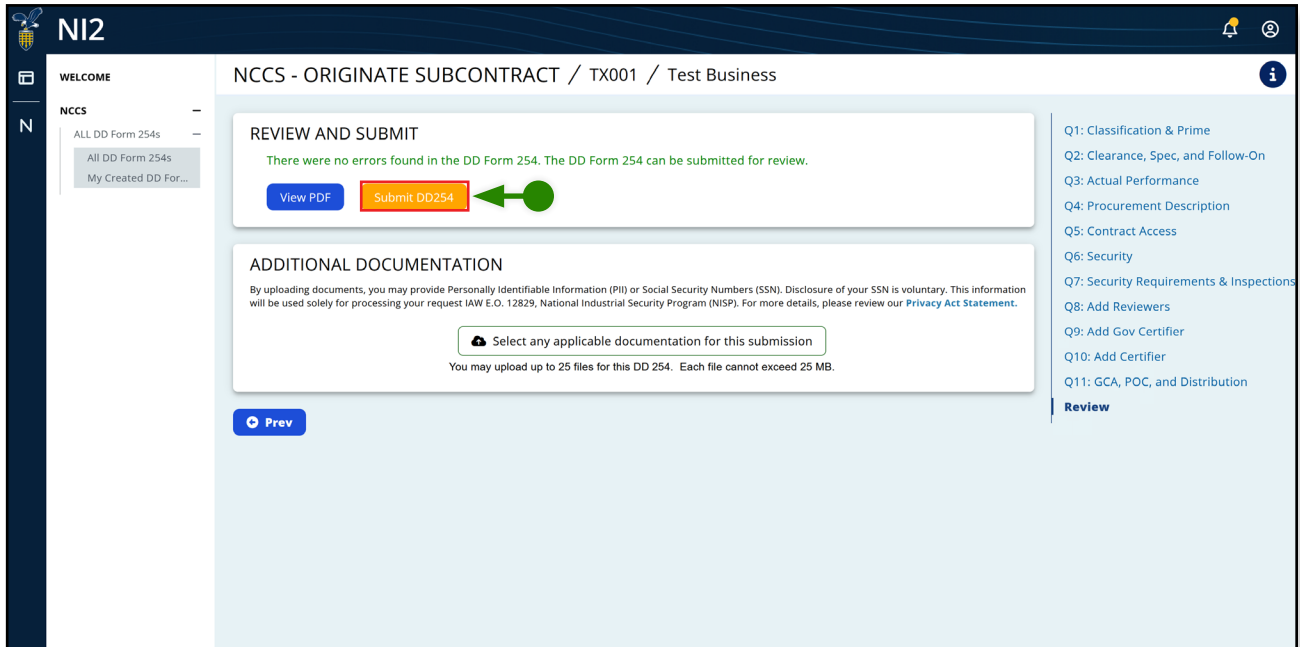 NI2
WELCOME
NCCS
ALL DD Form 254s
All DD Form 254s
My Created DD For...
N
NCCS - ORIGINATE SUBCONTRACT / TX001 / Test Business
i
REVIEW AND SUBMIT
There were no errors found in the DD Form 254. The DD Form 254 can be submitted for review.
View PDF
Submit DD254
ADDITIONAL DOCUMENTATION
By uploading documents, you may provide Personally Identifiable Information (PII) or Social Security Numbers (SSN). Disclosure of your SSN is voluntary. This information
will be used solely for processing your request IAW E.O. 12829, National Industrial Security Program (NISP). For more details, please review our Privacy Act Statement.
Select any applicable documentation for this submission
You may upload up to 25 files for this DD 254. Each file cannot exceed 25 MB.
Prev
Q1: Classification & Prime
Q2: Clearance, Spec, and Follow-On
Q3: Actual Performance
Q4: Procurement Description
Q5: Contract Access
Q6: Security
Q7: Security Requirements & Inspections
Q8: Add Reviewers
Q9: Add Gov Certifier
Q10: Add Certifier
Q11: GCA, POC, and Distribution
Review